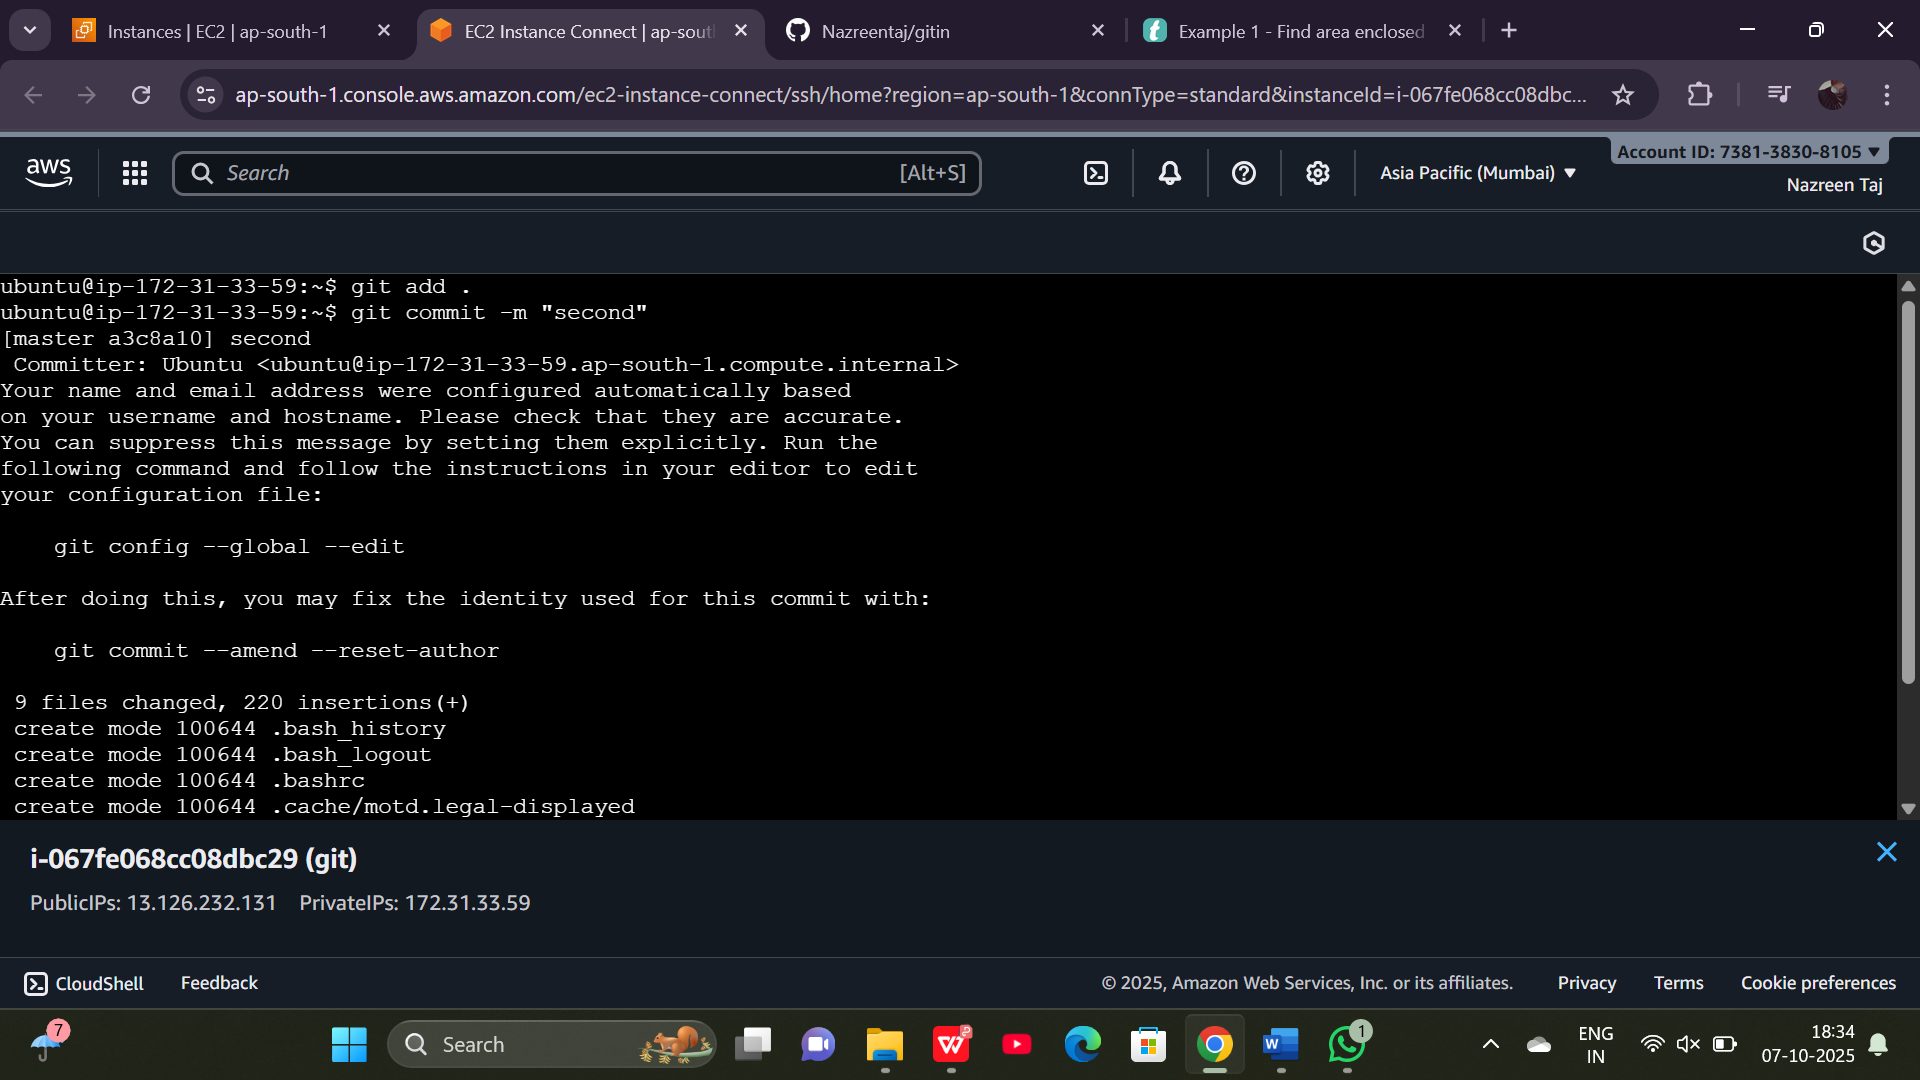 Instances | EC2 | ap-south-1
EC2 Instance Connect | ap-sout
Nazreentaj/gitin
Example 1 - Find area enclosed
ap-south-1.console.aws.amazon.com/ec2-instance-connect/ssh/home?region=ap-south-1&connType=standard&instanceId=i-067fe068cc08dbc...
aws
Search
[Alt+S]
Asia Pacific (Mumbai)
Account ID: 7381-3830-8105
Nazreen Taj
ubuntu@ip-172-31-33-59:~$ git add .
ubuntu@ip-172-31-33-59:~$ git commit -m "second"
[master a3c8a10] second
 Committer: Ubuntu <ubuntu@ip-172-31-33-59.ap-south-1.compute.internal>
Your name and email address were configured automatically based
on your username and hostname. Please check that they are accurate.
You can suppress this message by setting them explicitly. Run the
following command and follow the instructions in your editor to edit
your configuration file:
    git config --global --edit
After doing this, you may fix the identity used for this commit with:
    git commit --amend --reset-author
 9 files changed, 220 insertions(+)
 create mode 100644 .bash_history
 create mode 100644 .bash_logout
 create mode 100644 .bashrc
 create mode 100644 .cache/motd.legal-displayed
i-067fe068cc08dbc29 (git)
PublicIPs: 13.126.232.131 PrivateIPs: 172.31.33.59
CloudShell Feedback © 2025, Amazon Web Services, Inc. or its affiliates. Privacy Terms Cookie preferences
7
Search
1
ENG
IN
18:34
07-10-2025